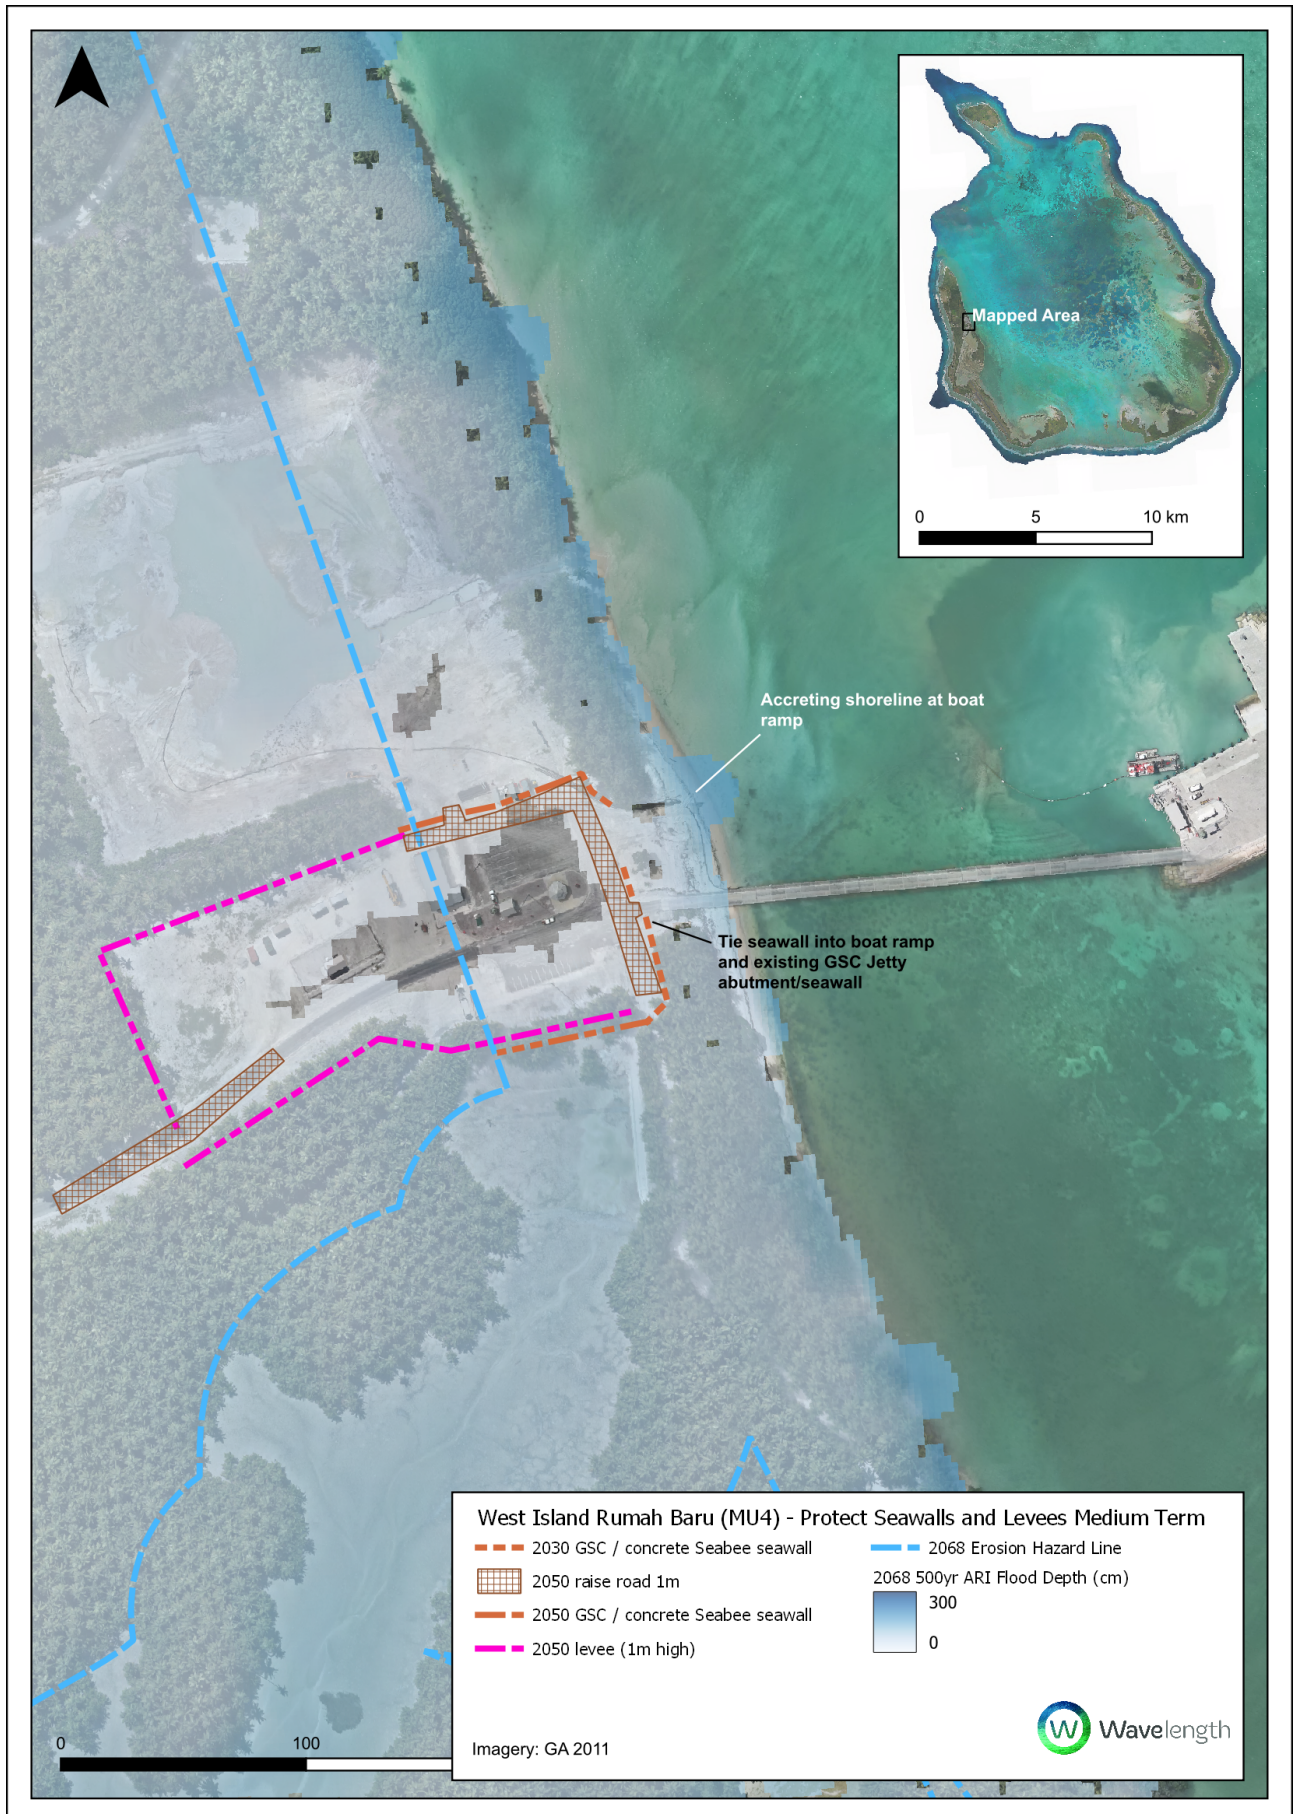 Mapped Area
0 5 10 km
Accreting shoreline at boat
ramp
Tie seawall into boat ramp
and existing GSC Jetty
abutment/seawall
West Island Rumah Baru (MU4) - Protect Seawalls and Levees Medium Term
2030 GSC / concrete Seabee seawall
2050 raise road 1m
2050 GSC / concrete Seabee seawall
2050 levee (1m high)
2068 Erosion Hazard Line
2068 500yr ARI Flood Depth (cm)
300
0
Imagery: GA 2011
W Wavelength
0 100